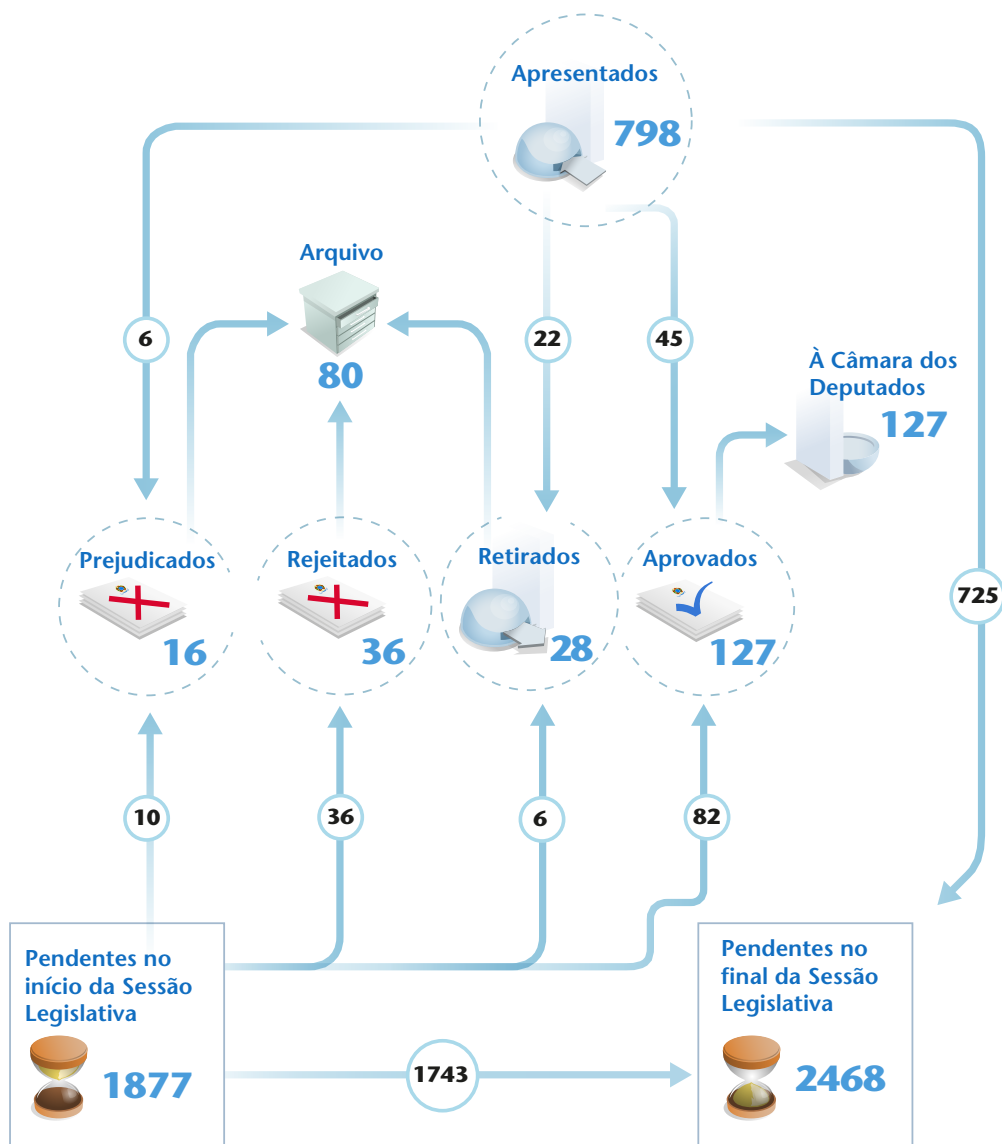 Apresentados
798
Arquivo
80
6
22
45
À Câmara dos
Deputados
127
Prejudicados
16
Rejeitados
36
Retirados
28
Aprovados
127
725
10
36
6
82
Pendentes no
início da Sessão
Legislativa
1877
1743
Pendentes no
final da Sessão
Legislativa
2468